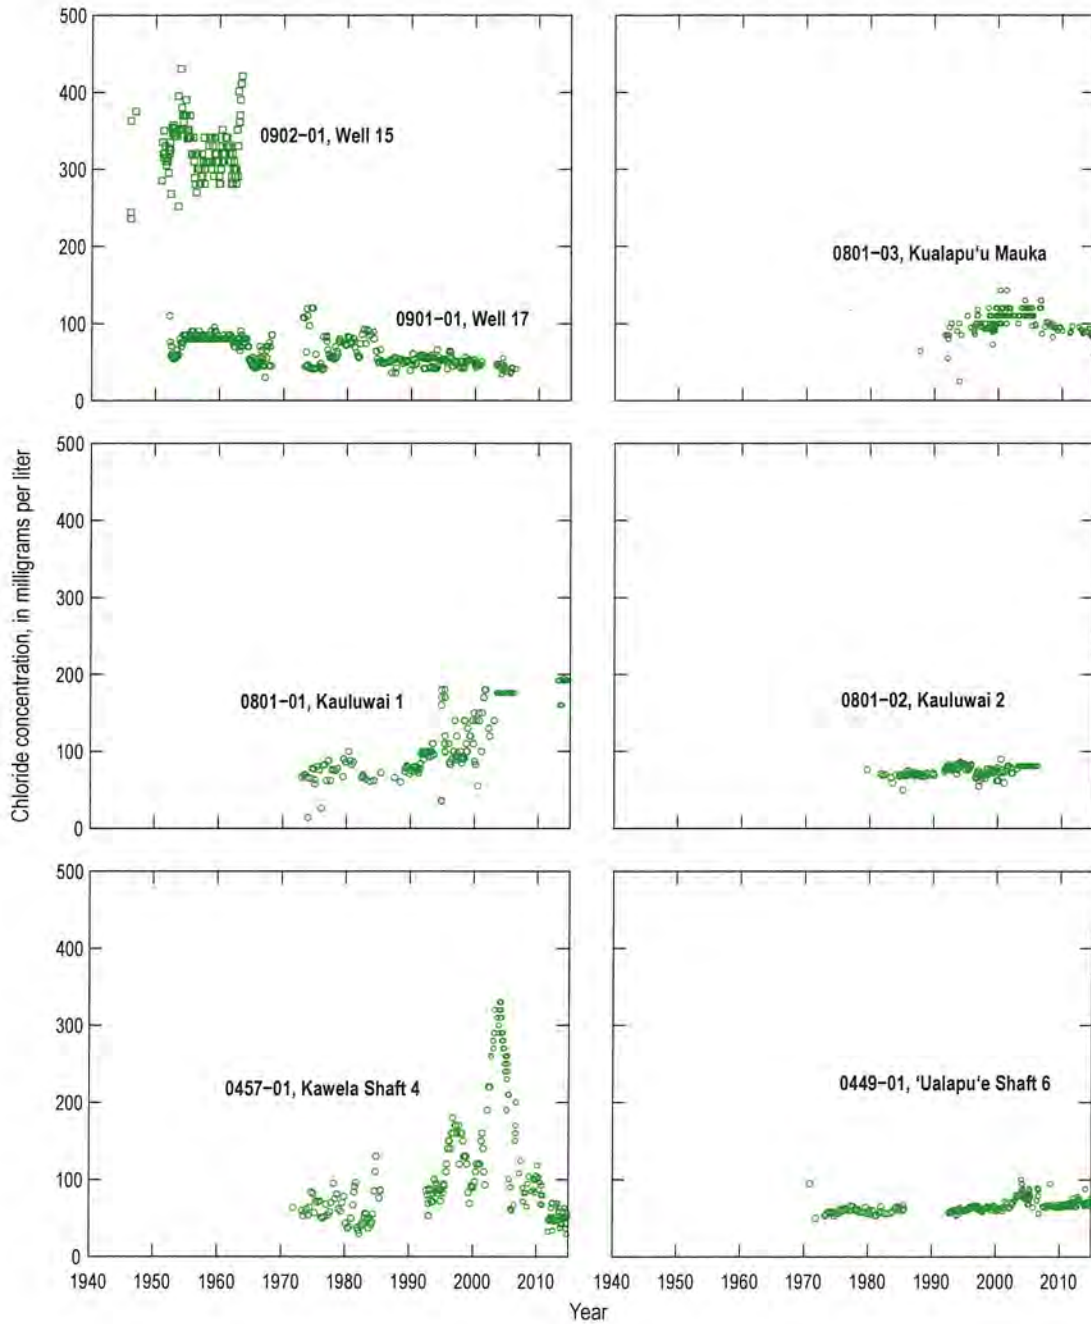 500
400
300
200
100
0
0902−01, Well 15
0901−01, Well 17
0801−03, Kualapuʻu Mauka
Chloride concentration, in milligrams per liter
500
400
300
200
100
0
0801−01, Kauluwai 1
0801−02, Kauluwai 2
500
400
300
200
100
0
0457−01, Kawela Shaft 4
0449−01, ʻUalapuʻe Shaft 6
1940 1950 1960 1970 1980 1990 2000 2010 1940 1950 1960 1970 1980 1990 2000 2010
Year